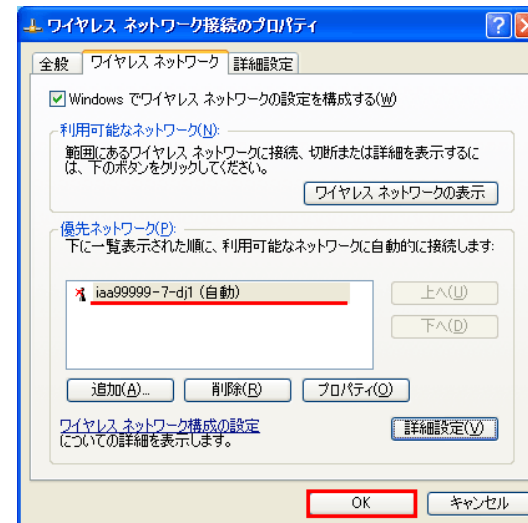 ワイヤレス ネットワーク接続のプロパティ
全般 ワイヤレス ネットワーク 詳細設定
Windows でワイヤレス ネットワークの設定を構成する(W)
利用可能なネットワーク(N):
範囲にあるワイヤレス ネットワークに接続、切断または詳細を表示するに
は、下のボタンをクリックしてください。
ワイヤレス ネットワークの表示
優先ネットワーク(P):
下に一覧表示された順に、利用可能なネットワークに自動的に接続します:
iaa99999-7-dj1 (自動)
上へ(U)
下へ(D)
追加(A)... 削除(R) プロパティ(O)
ワイヤレス ネットワーク構成の設定
についての詳細を表示します。
詳細設定(V)
OK キャンセル